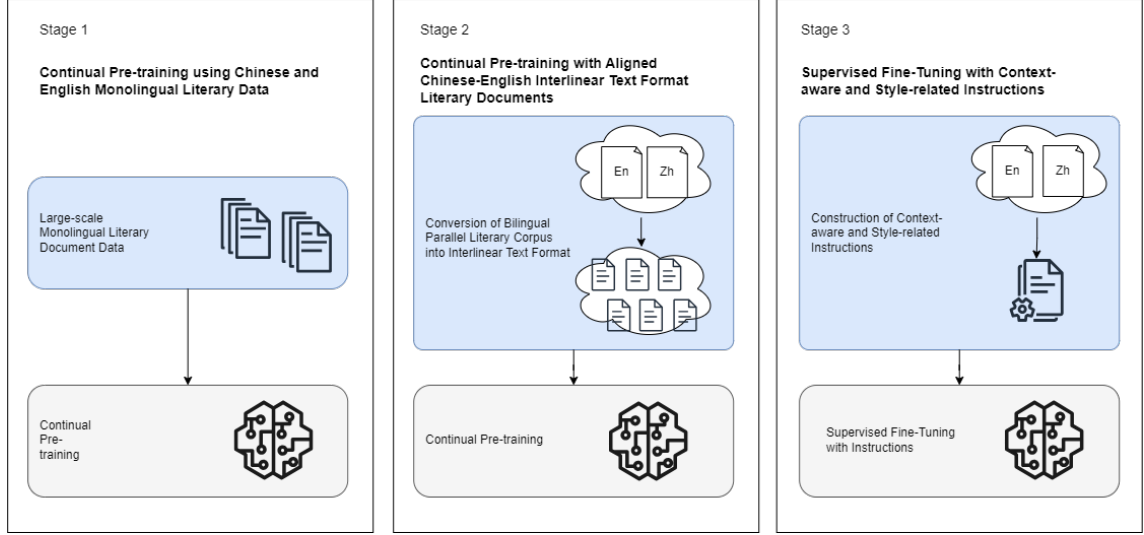 Stage 1
Continual Pre-training using Chinese and
English Monolingual Literary Data
Large-scale
Monolingual Literary
Document Data
Continual
Pre-
training
Stage 2
Continual Pre-training with Aligned
Chinese-English Interlinear Text Format
Literary Documents
En
Zh
Conversion of Bilingual
Parallel Literary Corpus
into Interlinear Text Format
Continual Pre-training
Stage 3
Supervised Fine-Tuning with Context-
aware and Style-related Instructions
En
Zh
Construction of Context-
aware and Style-related
Instructions
Supervised Fine-Tuning
with Instructions